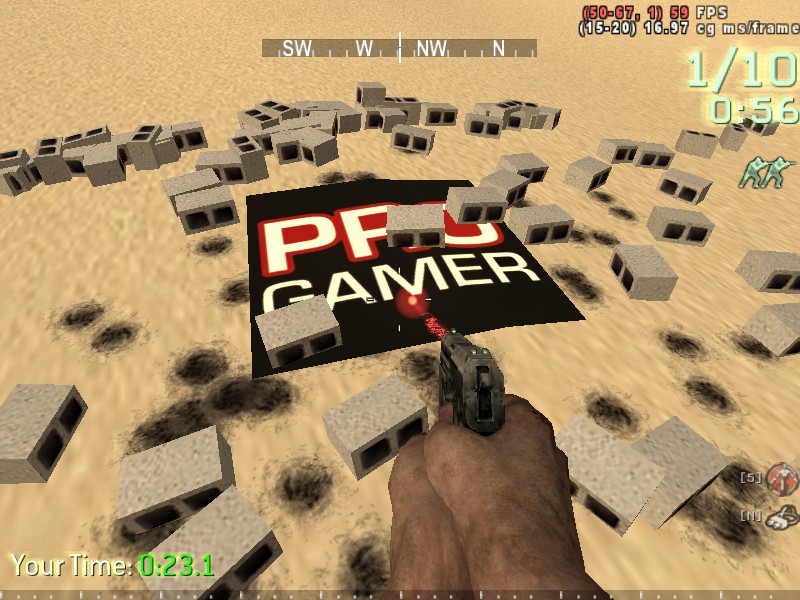 (50-67, 1) 59 FPS
(15-20) 16.97 cg ms/frame
SW W NW N
1/10
0:56
PRO
GAMER
[5]
[N]
Your Time: 0:23.1